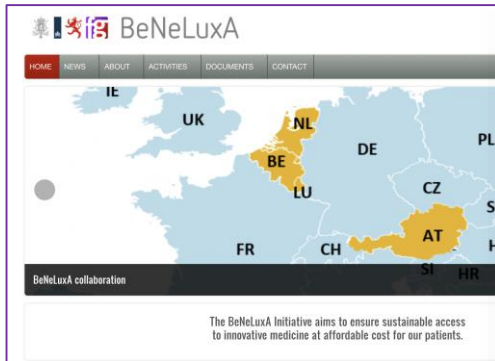 BeNeLuxA
HOME NEWS ABOUT ACTIVITIES DOCUMENTS CONTACT
IE
UK
NL
DE
PL
BE
LU
CZ
S
FR
CH
AT
H
SI
HR
BeNeLuxA collaboration
The BeNeLuxA Initiative aims to ensure sustainable access
to innovative medicine at affordable cost for our patients.